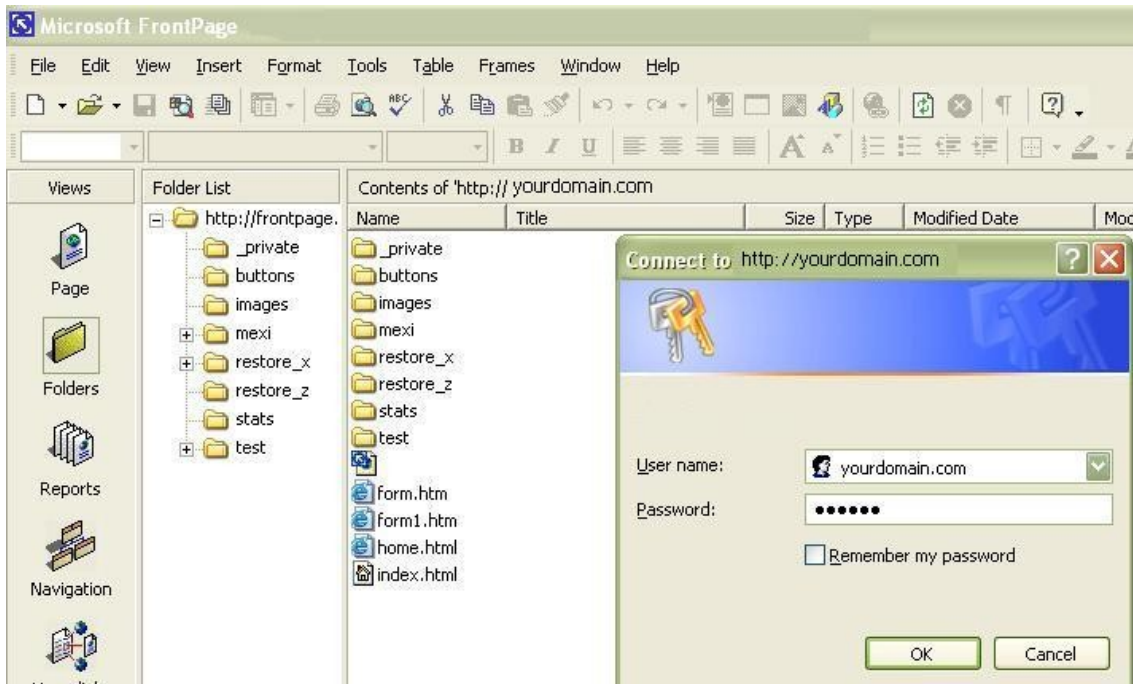 Microsoft FrontPage
File Edit View Insert Format Tools Table Frames Window Help
ABC
B I U A A
Views
Page
Folders
Reports
Navigation
Folder List
http://frontpage.
_private
buttons
images
mexi
restore_x
restore_z
stats
test
Contents of 'http:// yourdomain.com
Name Title Size Type Modified Date Mod
_private
buttons
images
mexi
restore_x
restore_z
stats
test
form.htm
form1.htm
home.html
index.html
Connect to http://yourdomain.com
User name: yourdomain.com
Password: ●●●●●●
Remember my password
OK Cancel